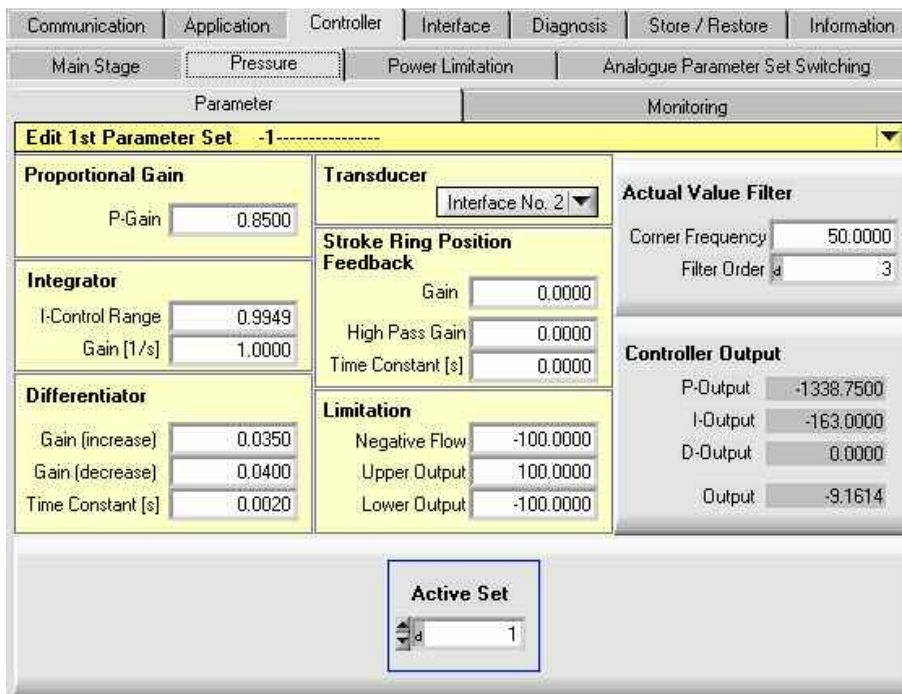 Communication Application Controller Interface Diagnosis Store / Restore Information
Main Stage Pressure Power Limitation Analogue Parameter Set Switching
Parameter Monitoring
Edit 1st Parameter Set -1----------------
Proportional Gain
P-Gain 0.8500
Integrator
I-Control Range 0.9949
Gain [1/s] 1.0000
Differentiator
Gain (increase) 0.0350
Gain (decrease) 0.0400
Time Constant [s] 0.0020
Transducer
Interface No. 2
Stroke Ring Position
Feedback
Gain 0.0000
High Pass Gain 0.0000
Time Constant [s] 0.0000
Limitation
Negative Flow -100.0000
Upper Output 100.0000
Lower Output -100.0000
Actual Value Filter
Corner Frequency 50.0000
Filter Order d 3
Controller Output
P-Output -1338.7500
I-Output -163.0000
D-Output 0.0000
Output -9.1614
Active Set
d 1